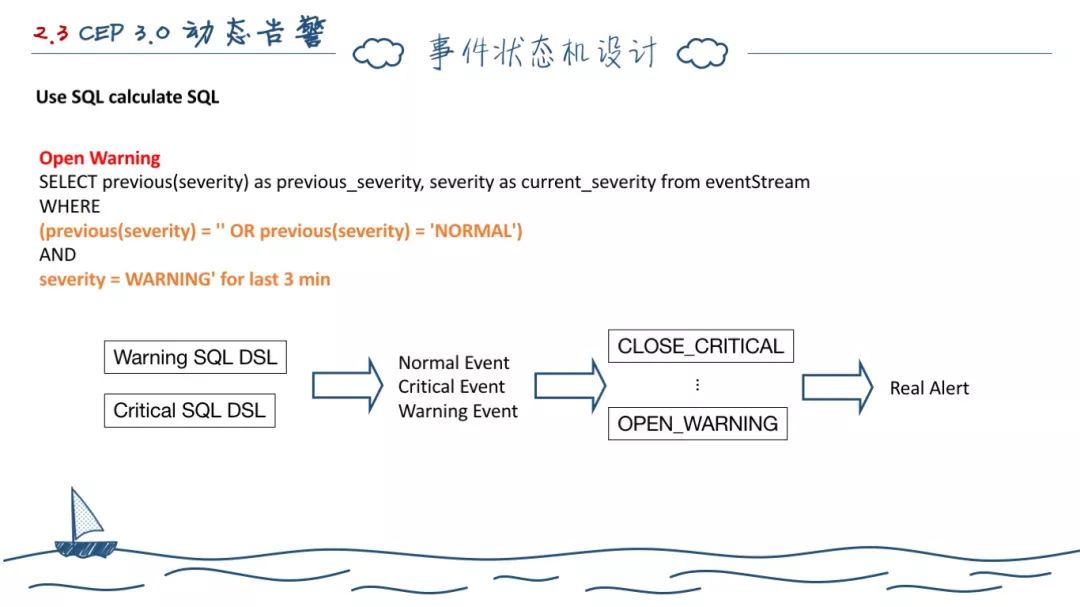 2.3 CEP 3.0 动态告警
事件状态机设计
Use SQL calculate SQL
Open Warning
SELECT previous(severity) as previous_severity, severity as current_severity from eventStream
WHERE
(previous(severity) = '' OR previous(severity) = 'NORMAL')
AND
severity = WARNING' for last 3 min
Warning SQL DSL
Critical SQL DSL
Normal Event
Critical Event
Warning Event
CLOSE_CRITICAL
⋮
OPEN_WARNING
Real Alert